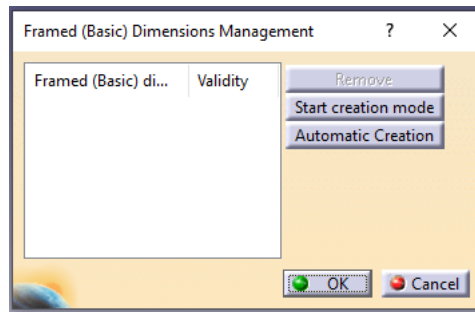 Framed (Basic) Dimensions Management ?
Framed (Basic) di... Validity
Remove
Start creation mode
Automatic Creation
OK Cancel